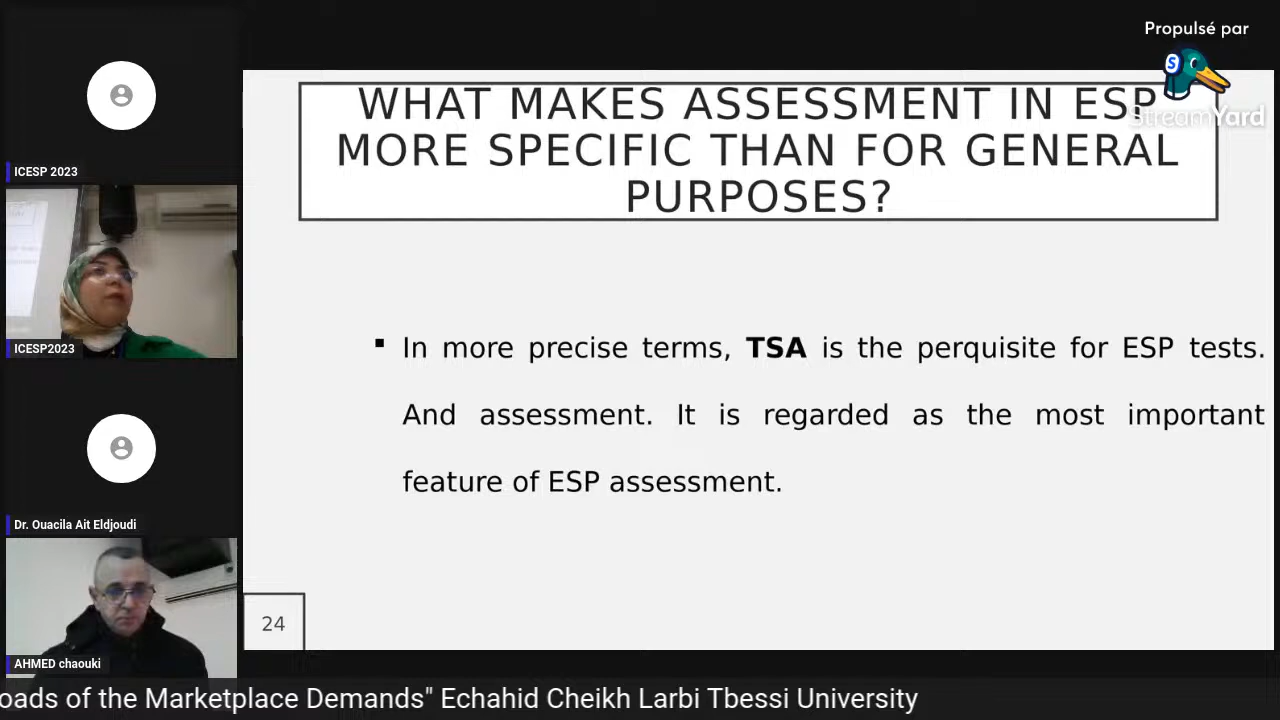 Propulsé par
StreamYard
ICESP 2023
ICESP2023
Dr. Ouacila Ait Eldjoudi
AHMED chaouki
WHAT MAKES ASSESSMENT IN ESP
MORE SPECIFIC THAN FOR GENERAL
PURPOSES?
▪ In more precise terms, TSA is the perquisite for ESP tests.
And assessment. It is regarded as the most important
feature of ESP assessment.
24
oads of the Marketplace Demands" Echahid Cheikh Larbi Tbessi University